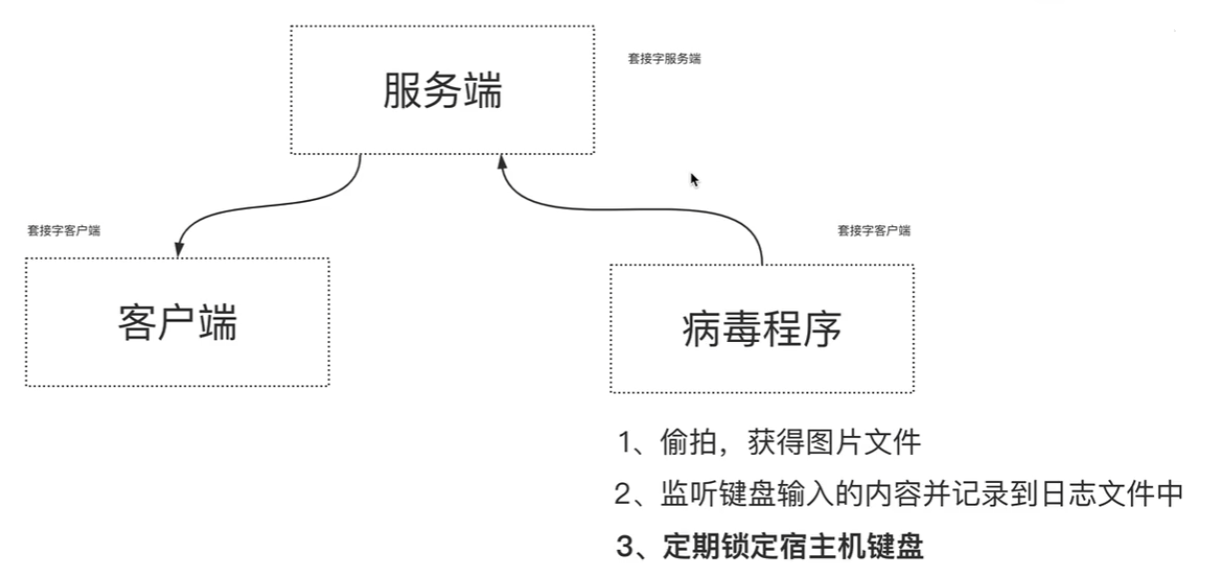 套接字服务端
服务端
套接字客户端
套接字客户端
客户端
病毒程序
1、偷拍，获得图片文件
2、监听键盘输入的内容并记录到日志文件中
3、定期锁定宿主机键盘